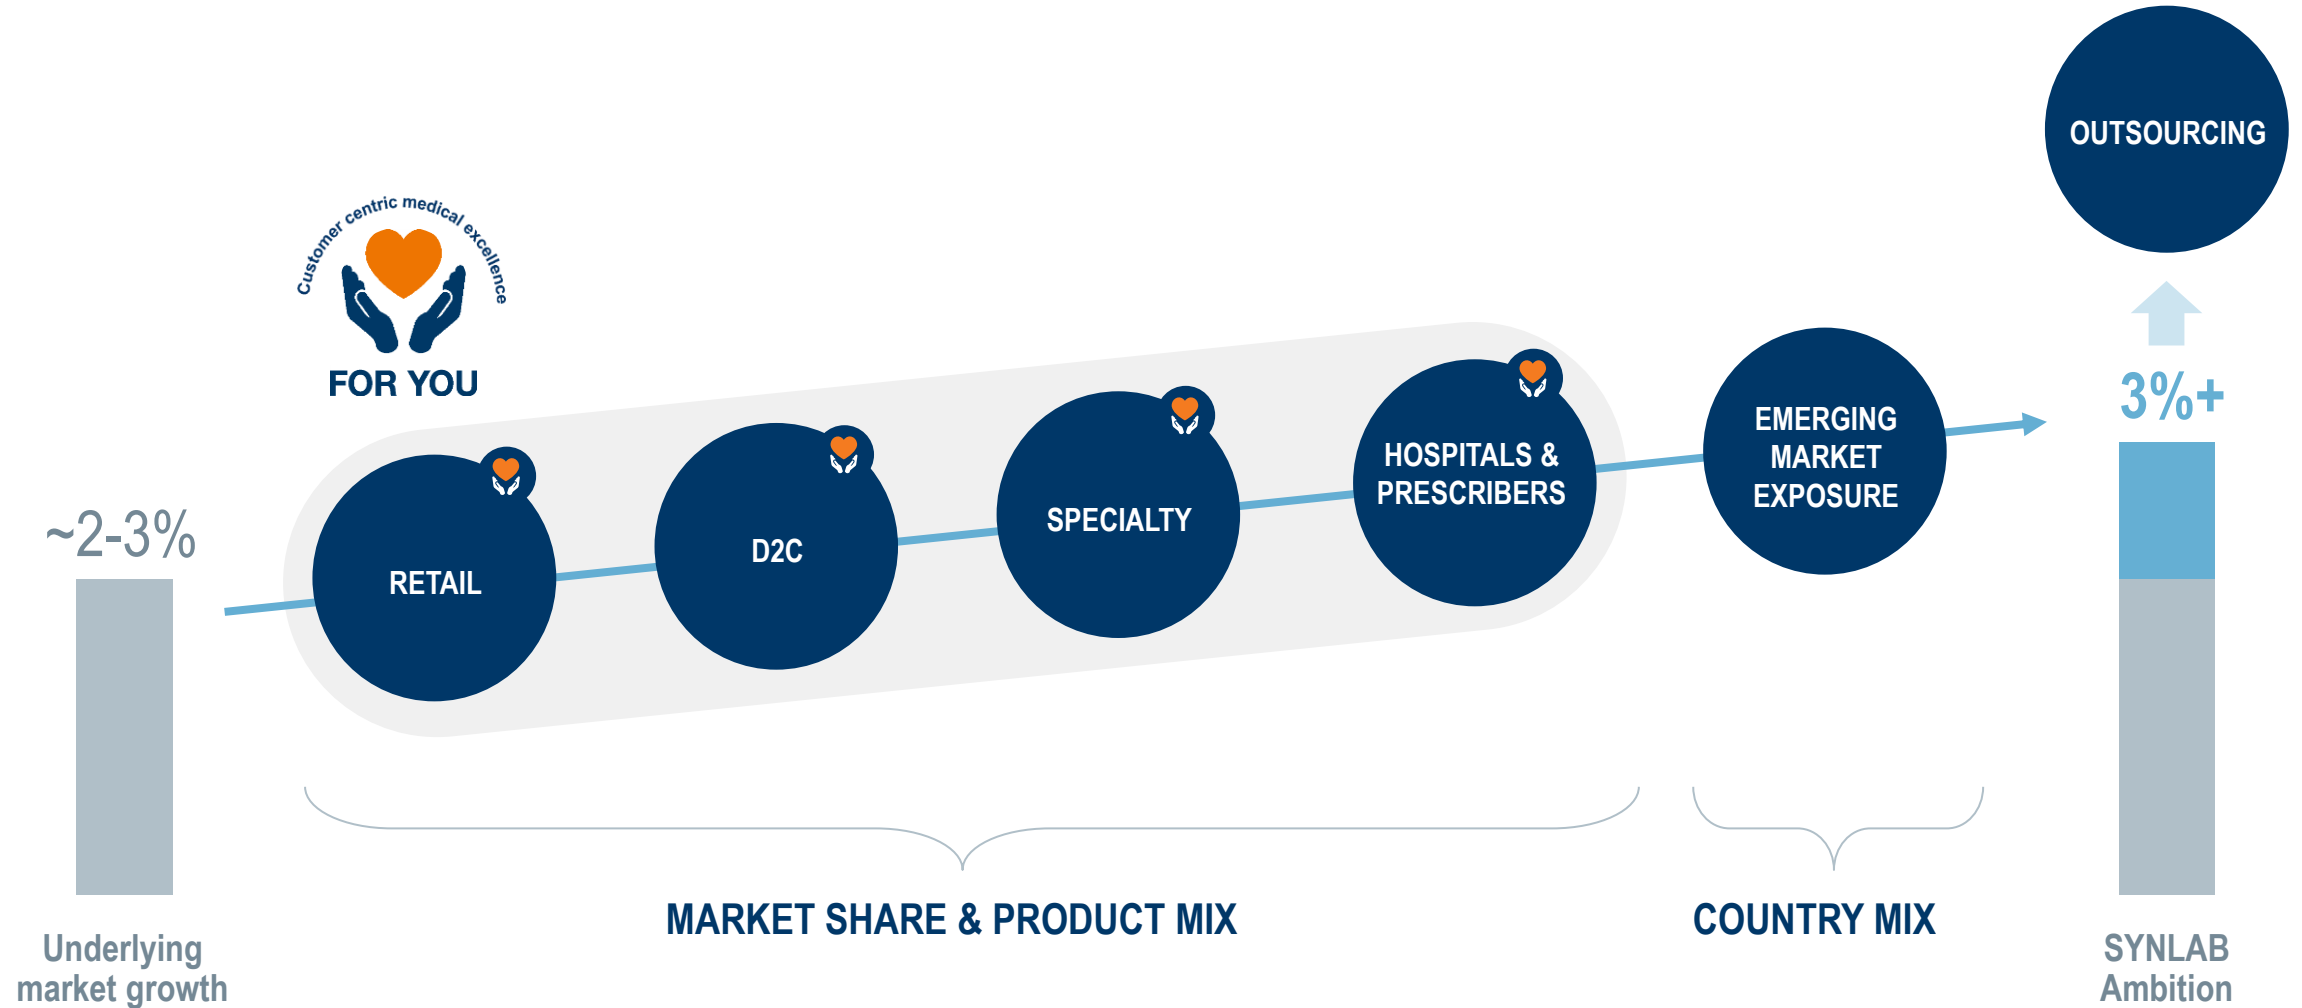 OUTSOURCING
Customer centric medical excellence
FOR YOU
3%+
~2-3%
RETAIL
D2C
SPECIALTY
HOSPITALS &
PRESCRIBERS
EMERGING
MARKET
EXPOSURE
MARKET SHARE & PRODUCT MIX
COUNTRY MIX
Underlying
market growth
SYNLAB
Ambition